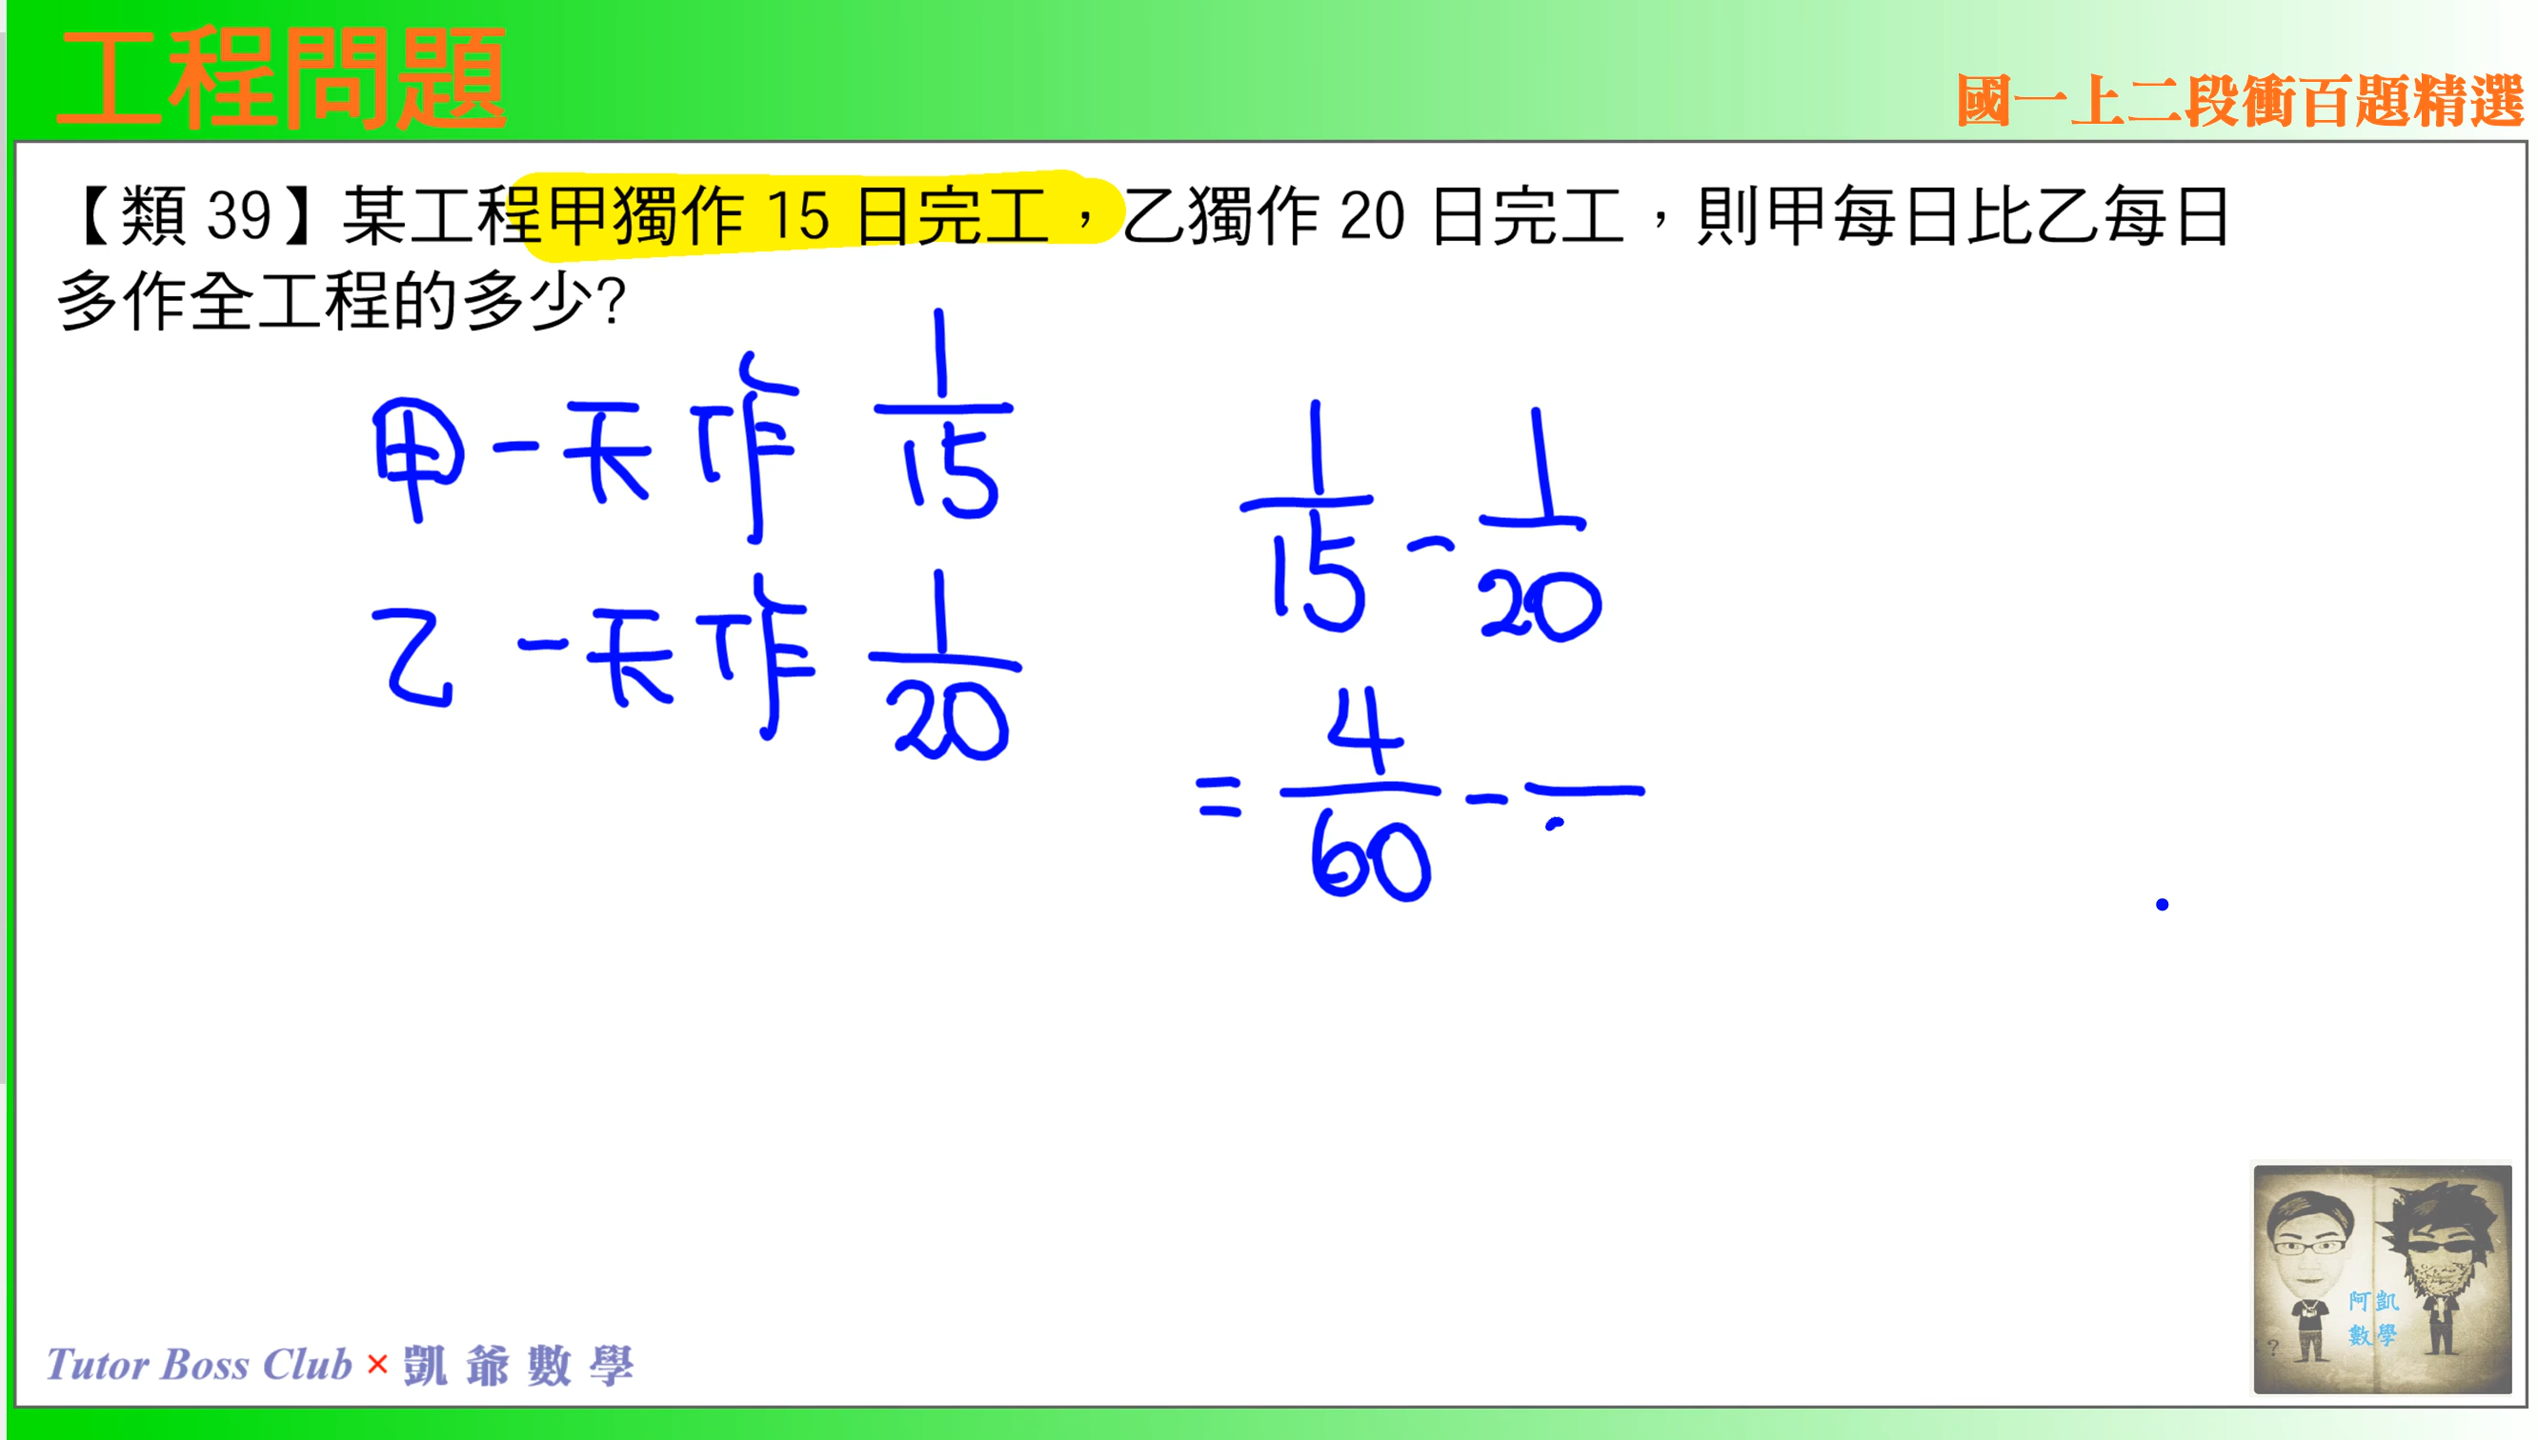 工程問題
國一上二段衝百題精選
【類 39】某工程甲獨作 15 日完工，乙獨作 20 日完工，則甲每日比乙每日
多作全工程的多少?
甲一天作 1/15
乙一天作 1/20
1/15 - 1/20
= 4/60 -
阿凱
數學
?
Tutor Boss Club × 凱爺數學